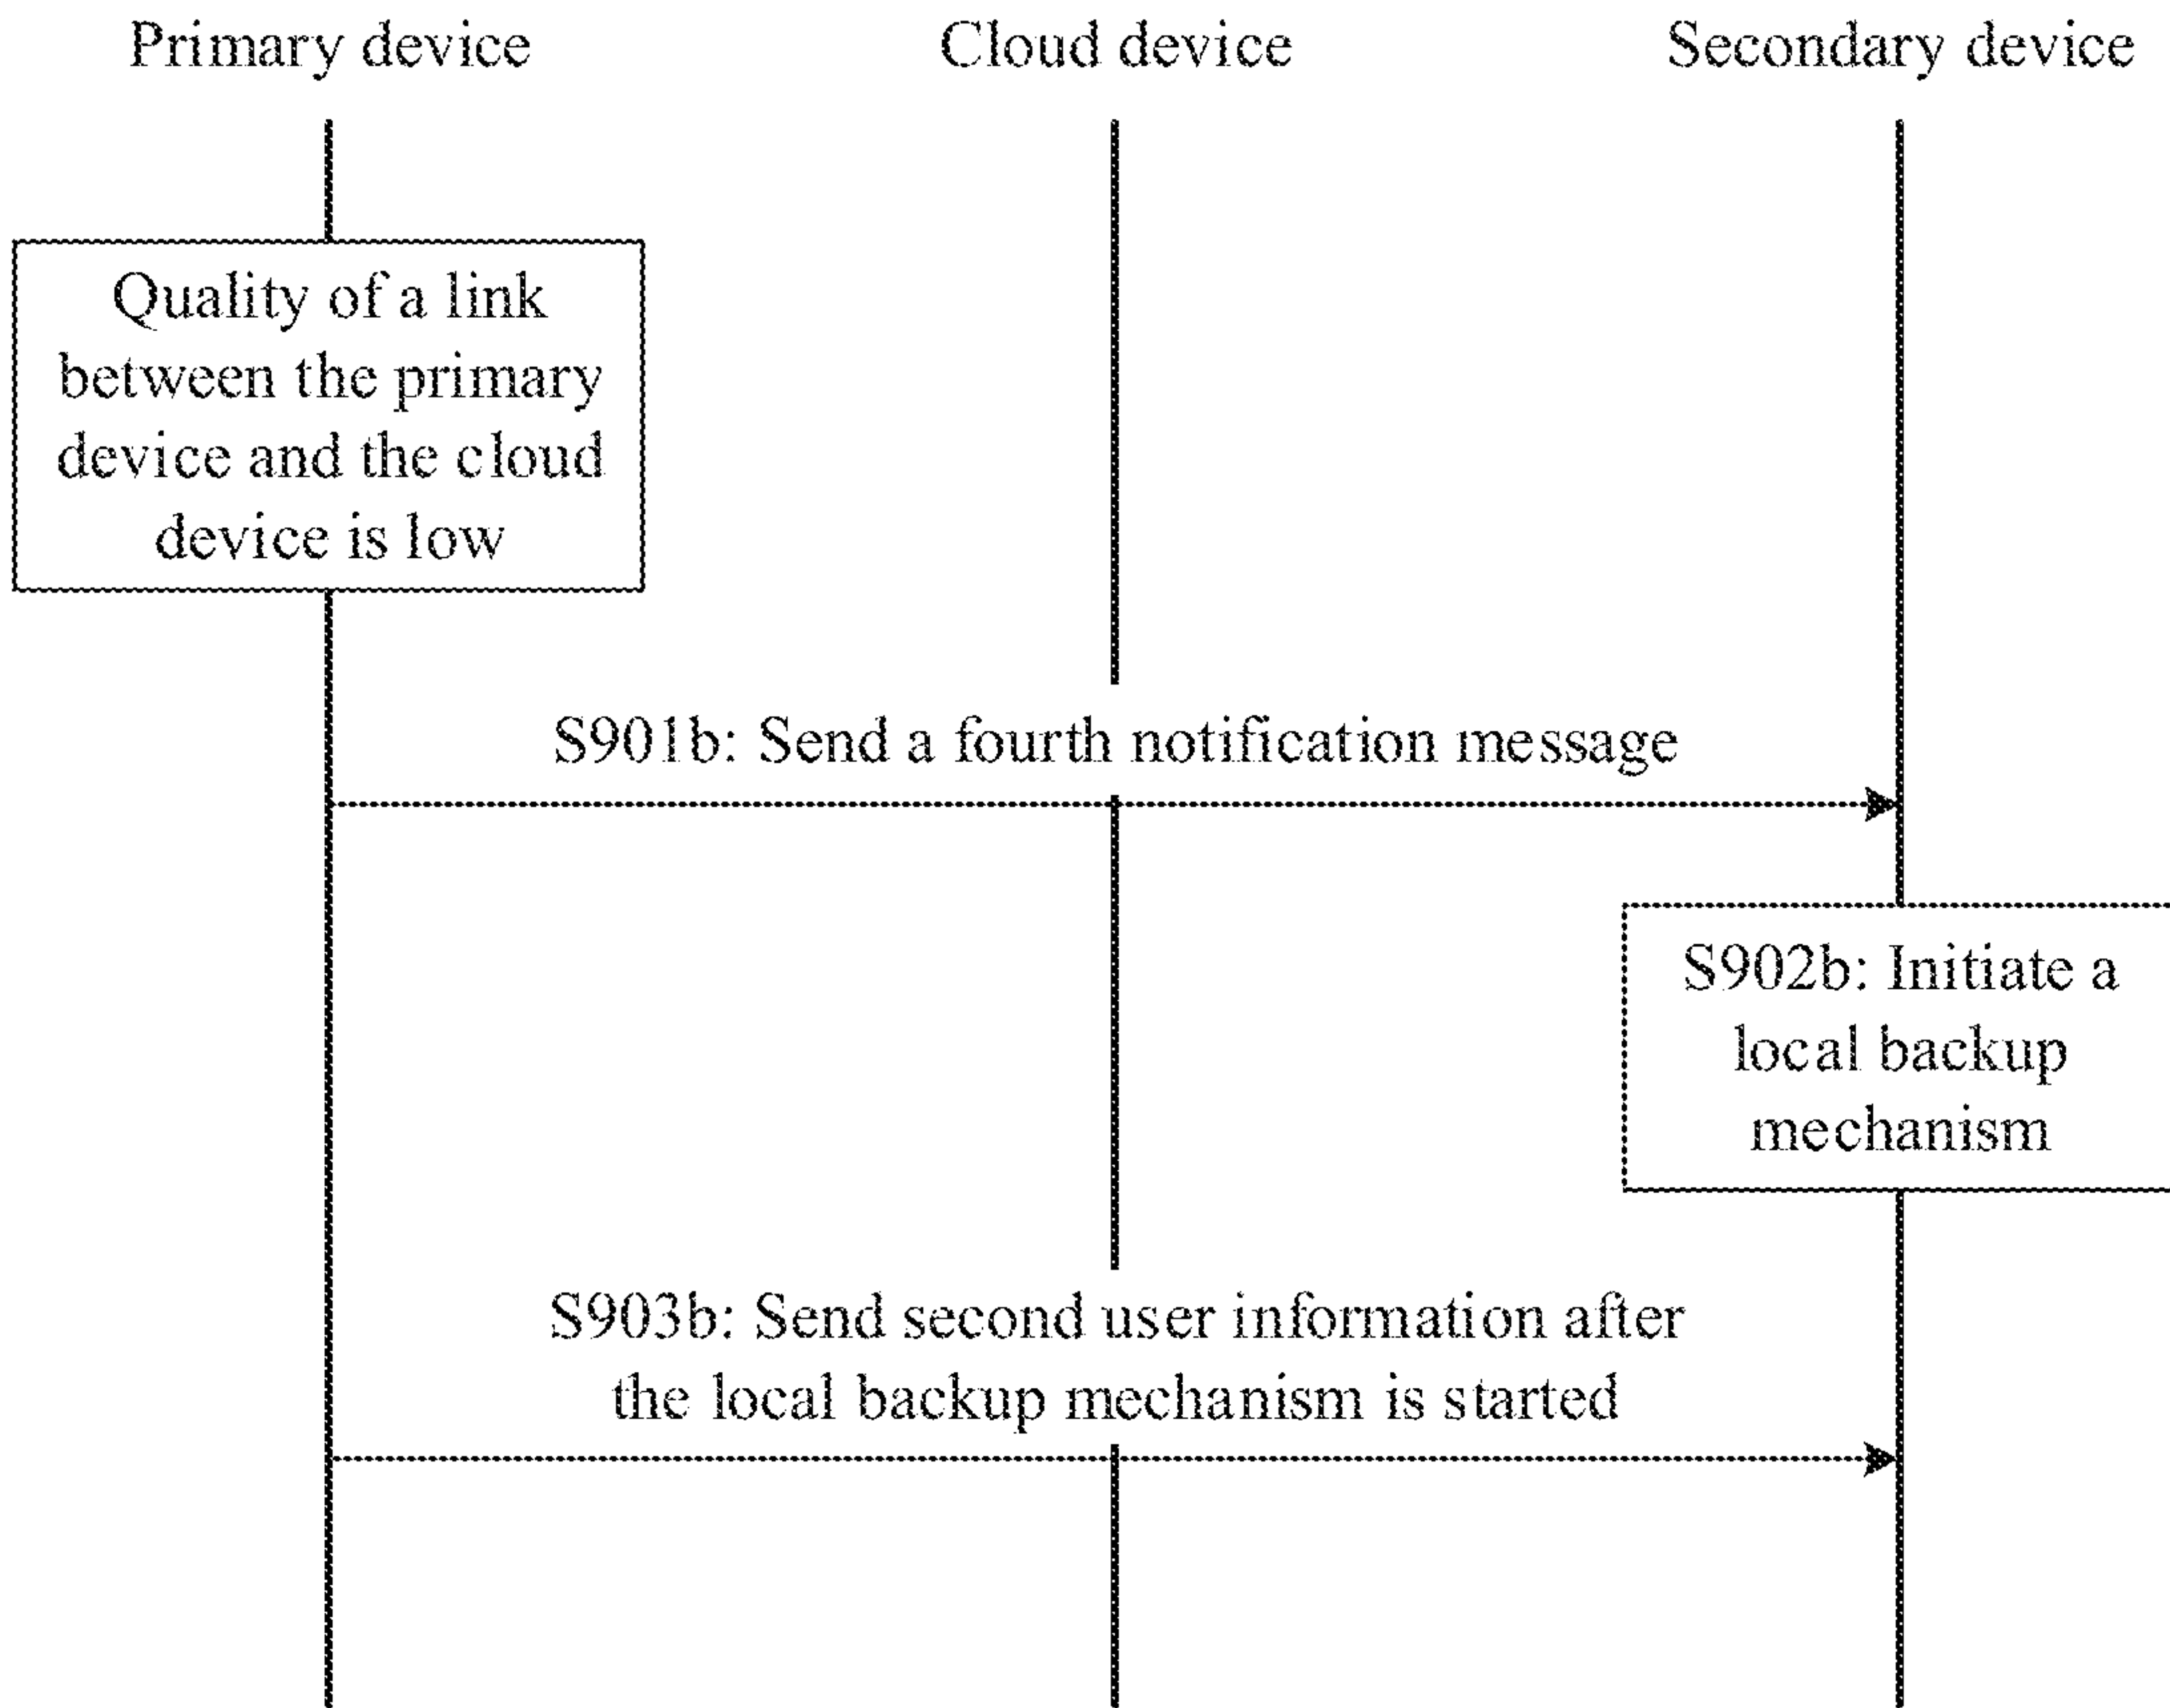 Primary device
Cloud device
Secondary device
Quality of a link
between the primary
device and the cloud
device is low
S901b: Send a fourth notification message
S902b: Initiate a
local backup
mechanism
S903b: Send second user information after
the local backup mechanism is started